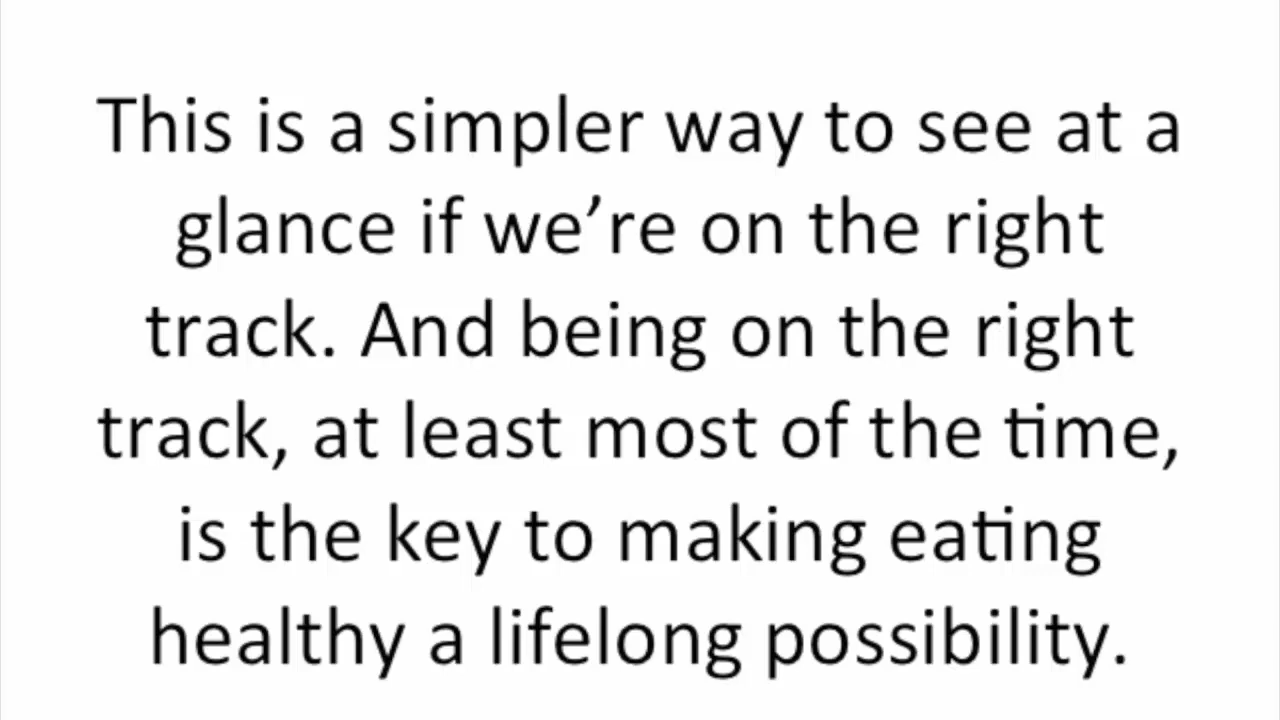 This is a simpler way to see at a
glance if we’re on the right
track. And being on the right
track, at least most of the time,
is the key to making eating
healthy a lifelong possibility.